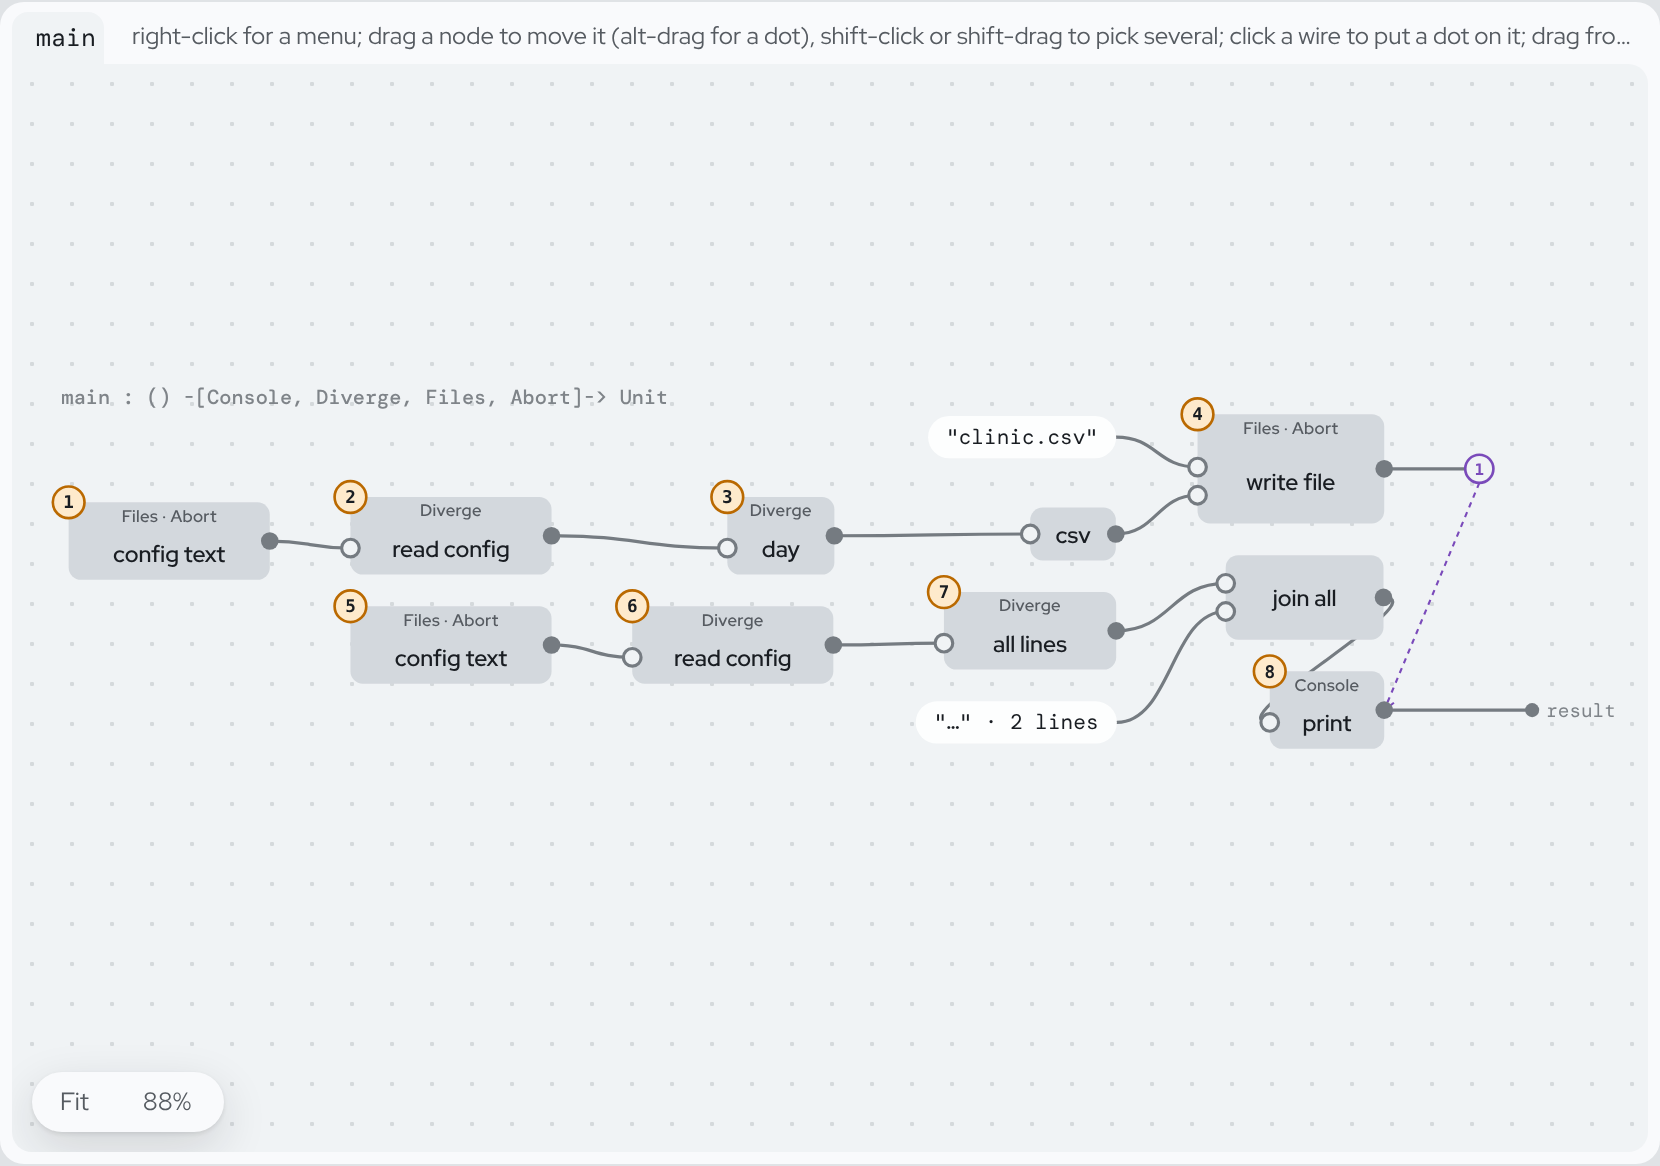 main
right-click for a menu; drag a node to move it (alt-drag for a dot), shift-click or shift-drag to pick several; click a wire to put a dot on it; drag fro…
main : () -[Console, Diverge, Files, Abort]-> Unit
"clinic.csv"
4
Files · Abort
write file
1
1
Files · Abort
config text
2
Diverge
read config
3
Diverge
day
csv
5
Files · Abort
config text
6
Diverge
read config
7
Diverge
all lines
join all
"…" · 2 lines
8
Console
print
result
Fit
88%